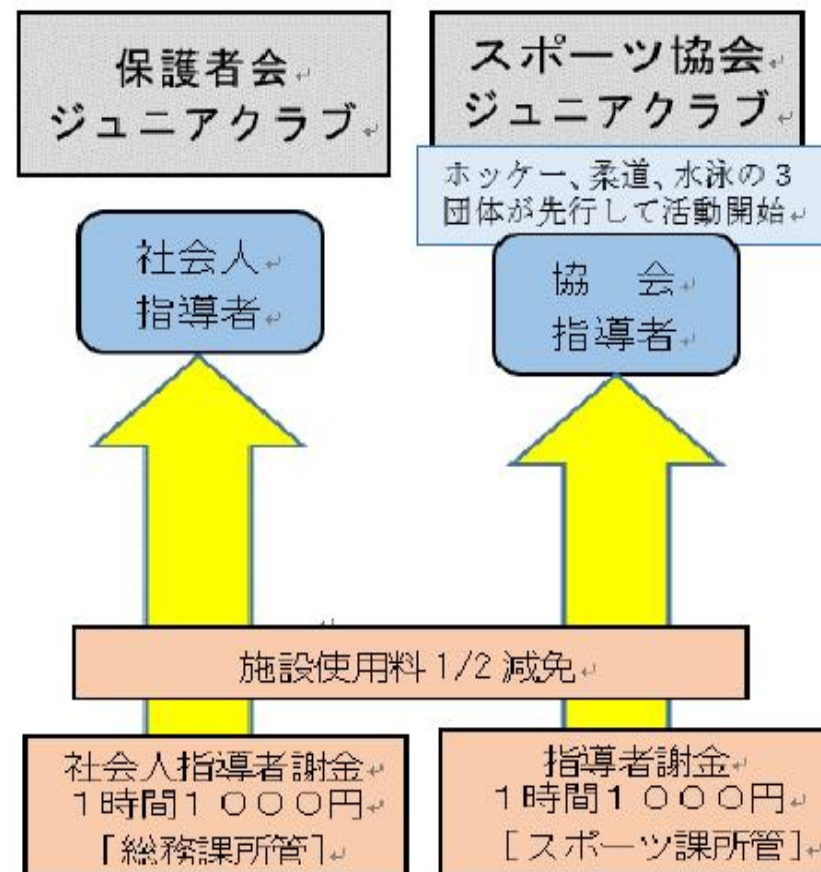 保護者会
ジュニアクラブ
スポーツ協会
ジュニアクラブ
ホッケー、柔道、水泳の3
団体が先行して活動開始
社会人
指導者
協　会
指導者
施設使用料1/2減免
社会人指導者謝金
1時間1000円
「総務課所管]
指導者謝金
1時間1000円
[スポーツ課所管]